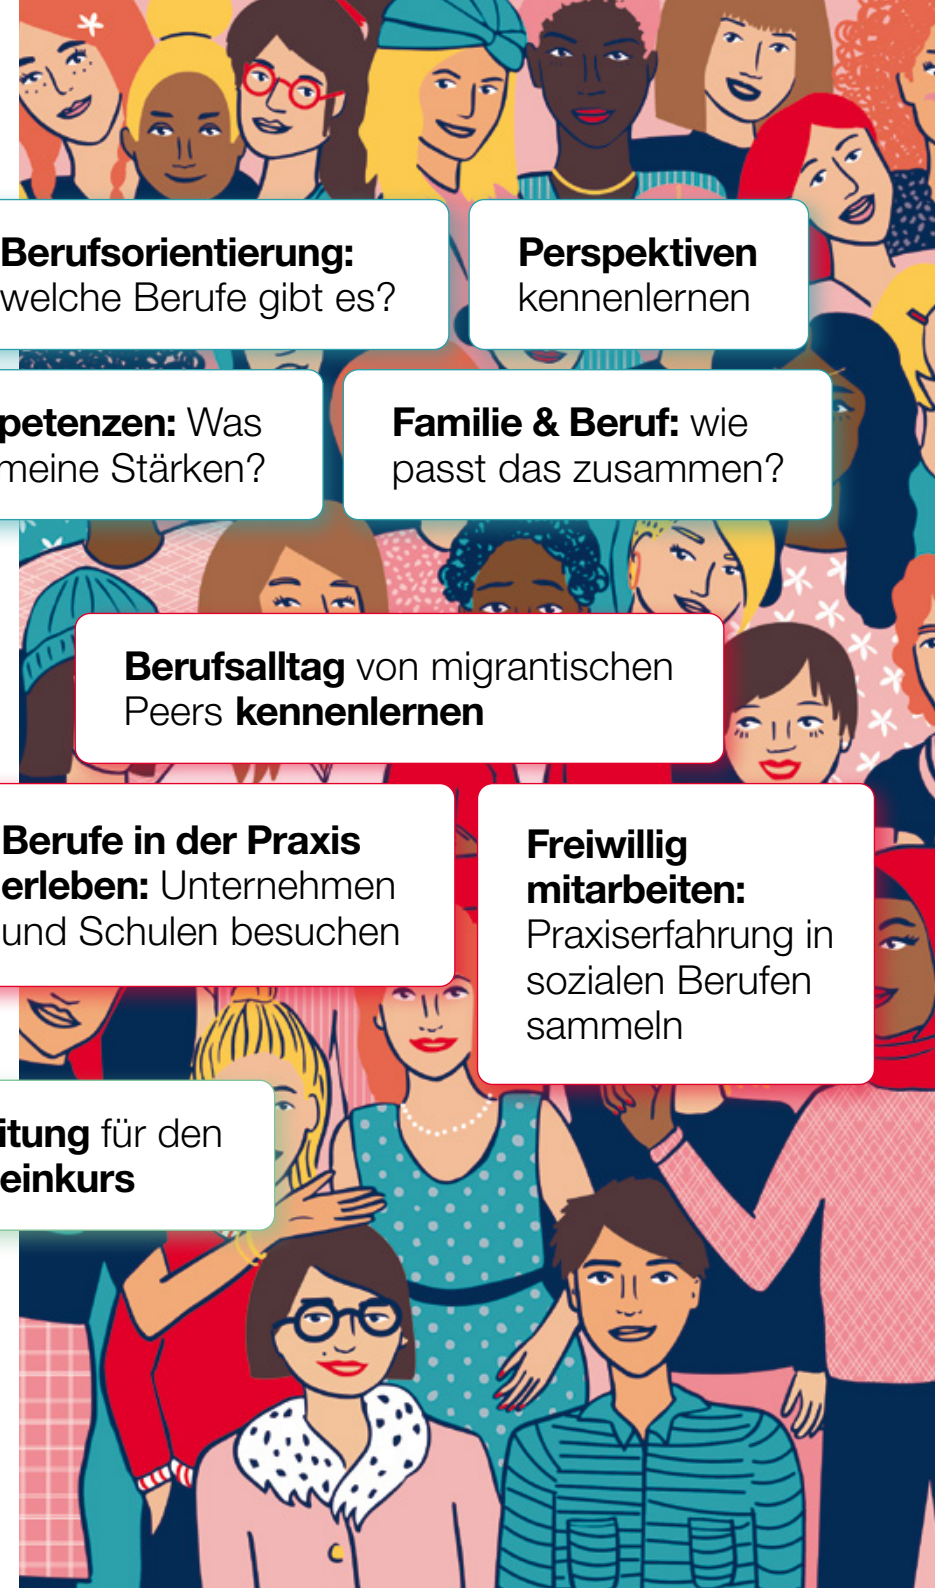 Berufsorientierung:
welche Berufe gibt es?
Perspektiven
kennenlernen
petenzen: Was
meine Stärken?
Familie & Beruf: wie
passt das zusammen?
Berufsalltag von migrantischen
Peers kennenlernen
Berufe in der Praxis
erleben: Unternehmen
und Schulen besuchen
Freiwillig
mitarbeiten:
Praxiserfahrung in
sozialen Berufen
sammeln
itung für den
einkurs